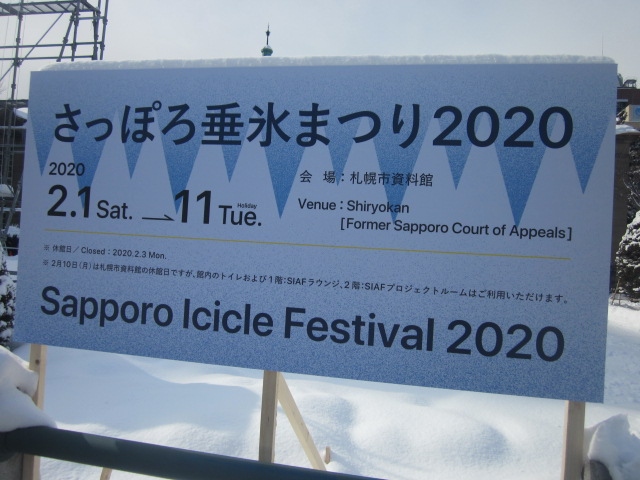 さっぽろ垂氷まつり2020
2020
2.1 Sat. → 11 Holiday Tue.
会 場：札幌市資料館
Venue : Shiryokan
[Former Sapporo Court of Appeals]
※ 休館日 / Closed : 2020.2.3 Mon.
※ 2月10日(月)は札幌市資料館の休館日ですが、館内のトイレおよび1階:SIAFラウンジ、2階:SIAFプロジェクトルームはご利用いただけます。
Sapporo Icicle Festival 2020